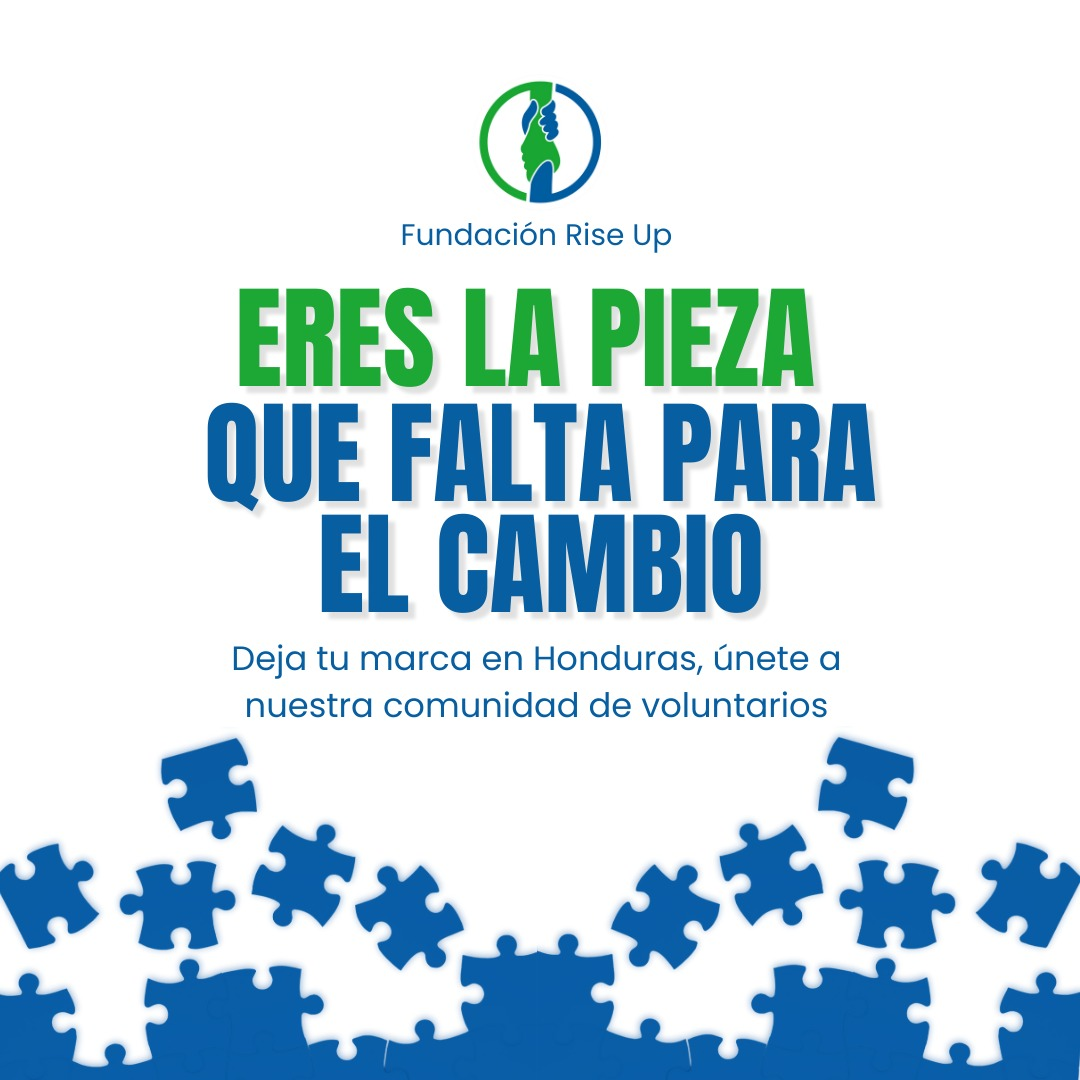 Fundación Rise Up
ERES LA PIEZA
QUE FALTA PARA
EL CAMBIO
Deja tu marca en Honduras, únete a
nuestra comunidad de voluntarios